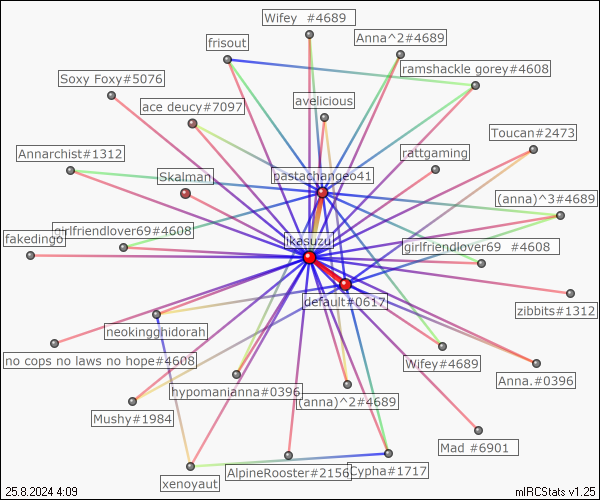 Wifey  #4689
Anna^2#4689
frisout
ramshackle gorey#4608
Soxy Foxy#5076
ace deucy#7097
avelicious
Toucan#2473
Annarchist#1312
rattgaming
Skalman
pastachangeo41
(anna)^3#4689
girlfriendlover69#4608
fakedingo
ikasuzu
girlfriendlover69  #4608
default#0617
zibbits#1312
neokingghidorah
no cops no laws no hope#4608
Wifey#4689
Anna.#0396
hypomanianna#0396
(anna)^2#4689
Mushy#1984
Mad #6901
AlpineRooster#2156
Cypha#1717
xenoyaut
25.8.2024 4:09
mIRCStats v1.25